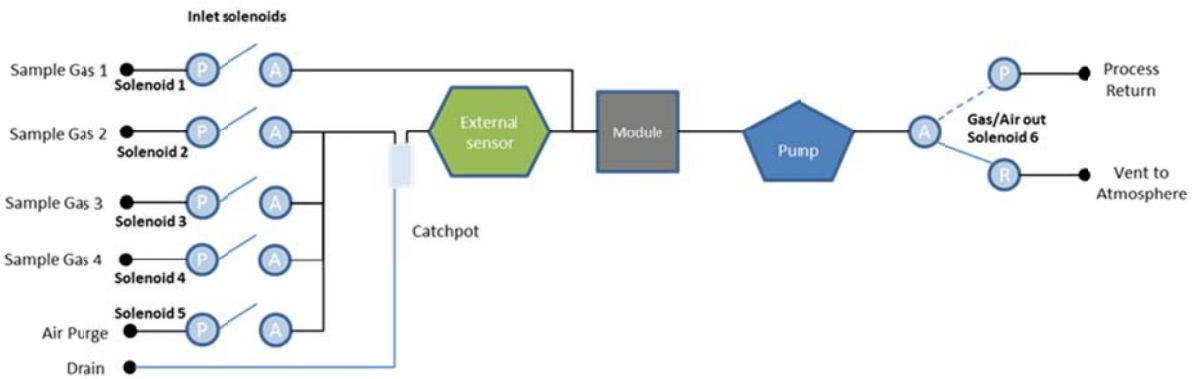 Inlet solenoids
Sample Gas 1
Solenoid 1
P
A
Sample Gas 2
Solenoid 2
P
A
Sample Gas 3
Solenoid 3
P
A
Sample Gas 4
Solenoid 4
P
A
Air Purge
Solenoid 5
P
A
Drain
Catchpot
External
sensor
Module
Pump
A
P
R
Gas/Air out
Solenoid 6
Process
Return
Vent to
Atmosphere